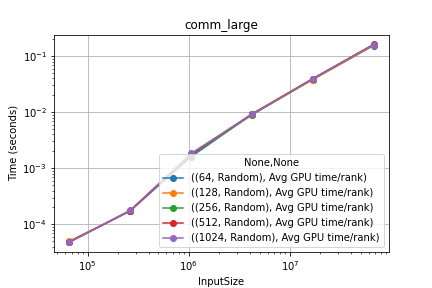 comm_large
10⁻¹
10⁻²
10⁻³
10⁻⁴
Time (seconds)
None,None
((64, Random), Avg GPU time/rank)
((128, Random), Avg GPU time/rank)
((256, Random), Avg GPU time/rank)
((512, Random), Avg GPU time/rank)
((1024, Random), Avg GPU time/rank)
10⁵
10⁶
10⁷
InputSize